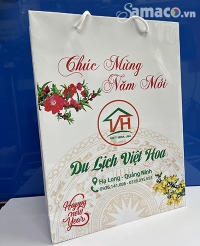 Samaco.vn
Chúc Mừng
Năm Mới
VH
Du Lịch Việt Hoa
Hạ Long - Quảng Ninh
Happy
new
Year